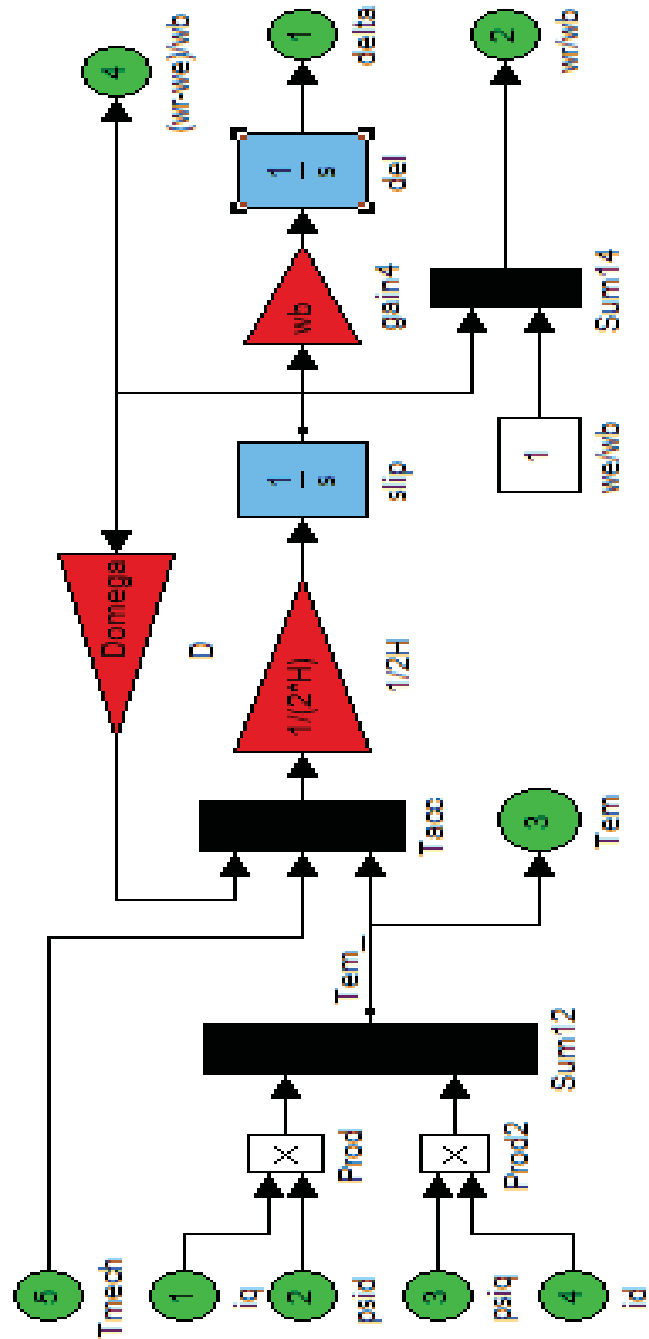 5
Tmech
Domega
D
4
(wr-we)/wb
1
iq
2
psid
X
Prod
3
psiq
4
id
X
Prod2
Sum12
Tem_
Tacc
3
Tem
1/(2*H)
1/2H
1
s
slip
wb
gain4
1
s
del
1
delta
1
we/wb
Sum14
2
wr/wb